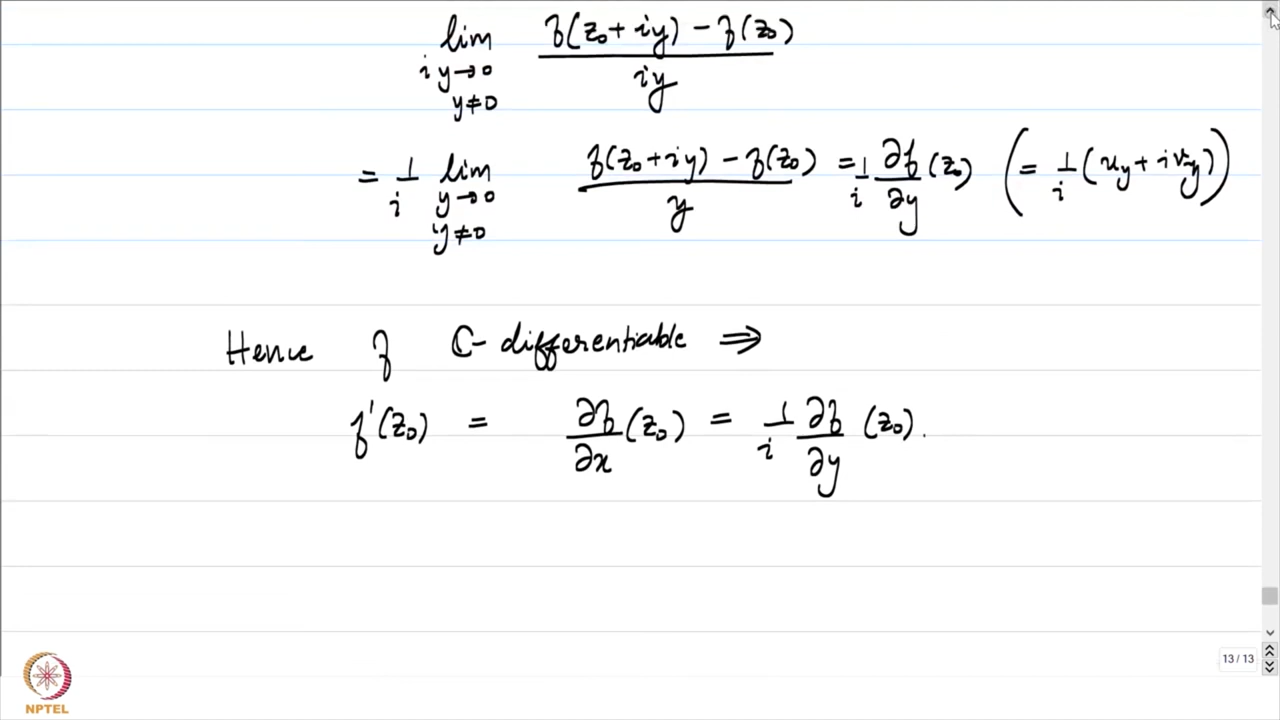 lim f(z₀ + iy) − f(z₀)
iy→0 iy
y≠0
= 1/i lim f(z₀ + iy) − f(z₀) / y = 1/i ∂f/∂y (z₀) (= 1/i (u_y + i v_y))
y→0
y≠0
Hence f ℂ- differentiable ⇒
f'(z₀) = ∂f/∂x (z₀) = 1/i ∂f/∂y (z₀).
13 / 13
NPTEL